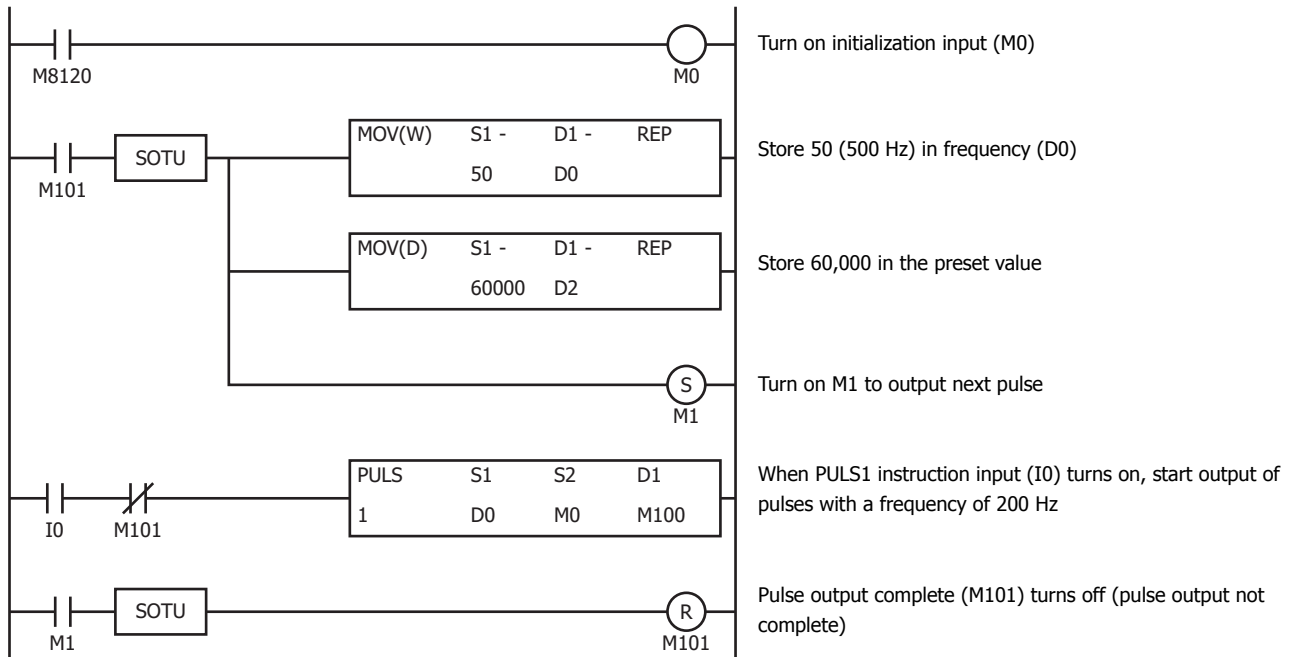 Turn on initialization input (M0)
M8120
M0
MOV(W) S1 - D1 - REP
SOTU
Store 50 (500 Hz) in frequency (D0)
50 D0
M101
MOV(D) S1 - D1 - REP
Store 60,000 in the preset value
60000 D2
S
Turn on M1 to output next pulse
M1
PULS S1 S2 D1
When PULS1 instruction input (I0) turns on, start output of
pulses with a frequency of 200 Hz
1 D0 M0 M100
I0 M101
SOTU
R
Pulse output complete (M101) turns off (pulse output not
complete)
M1
M101